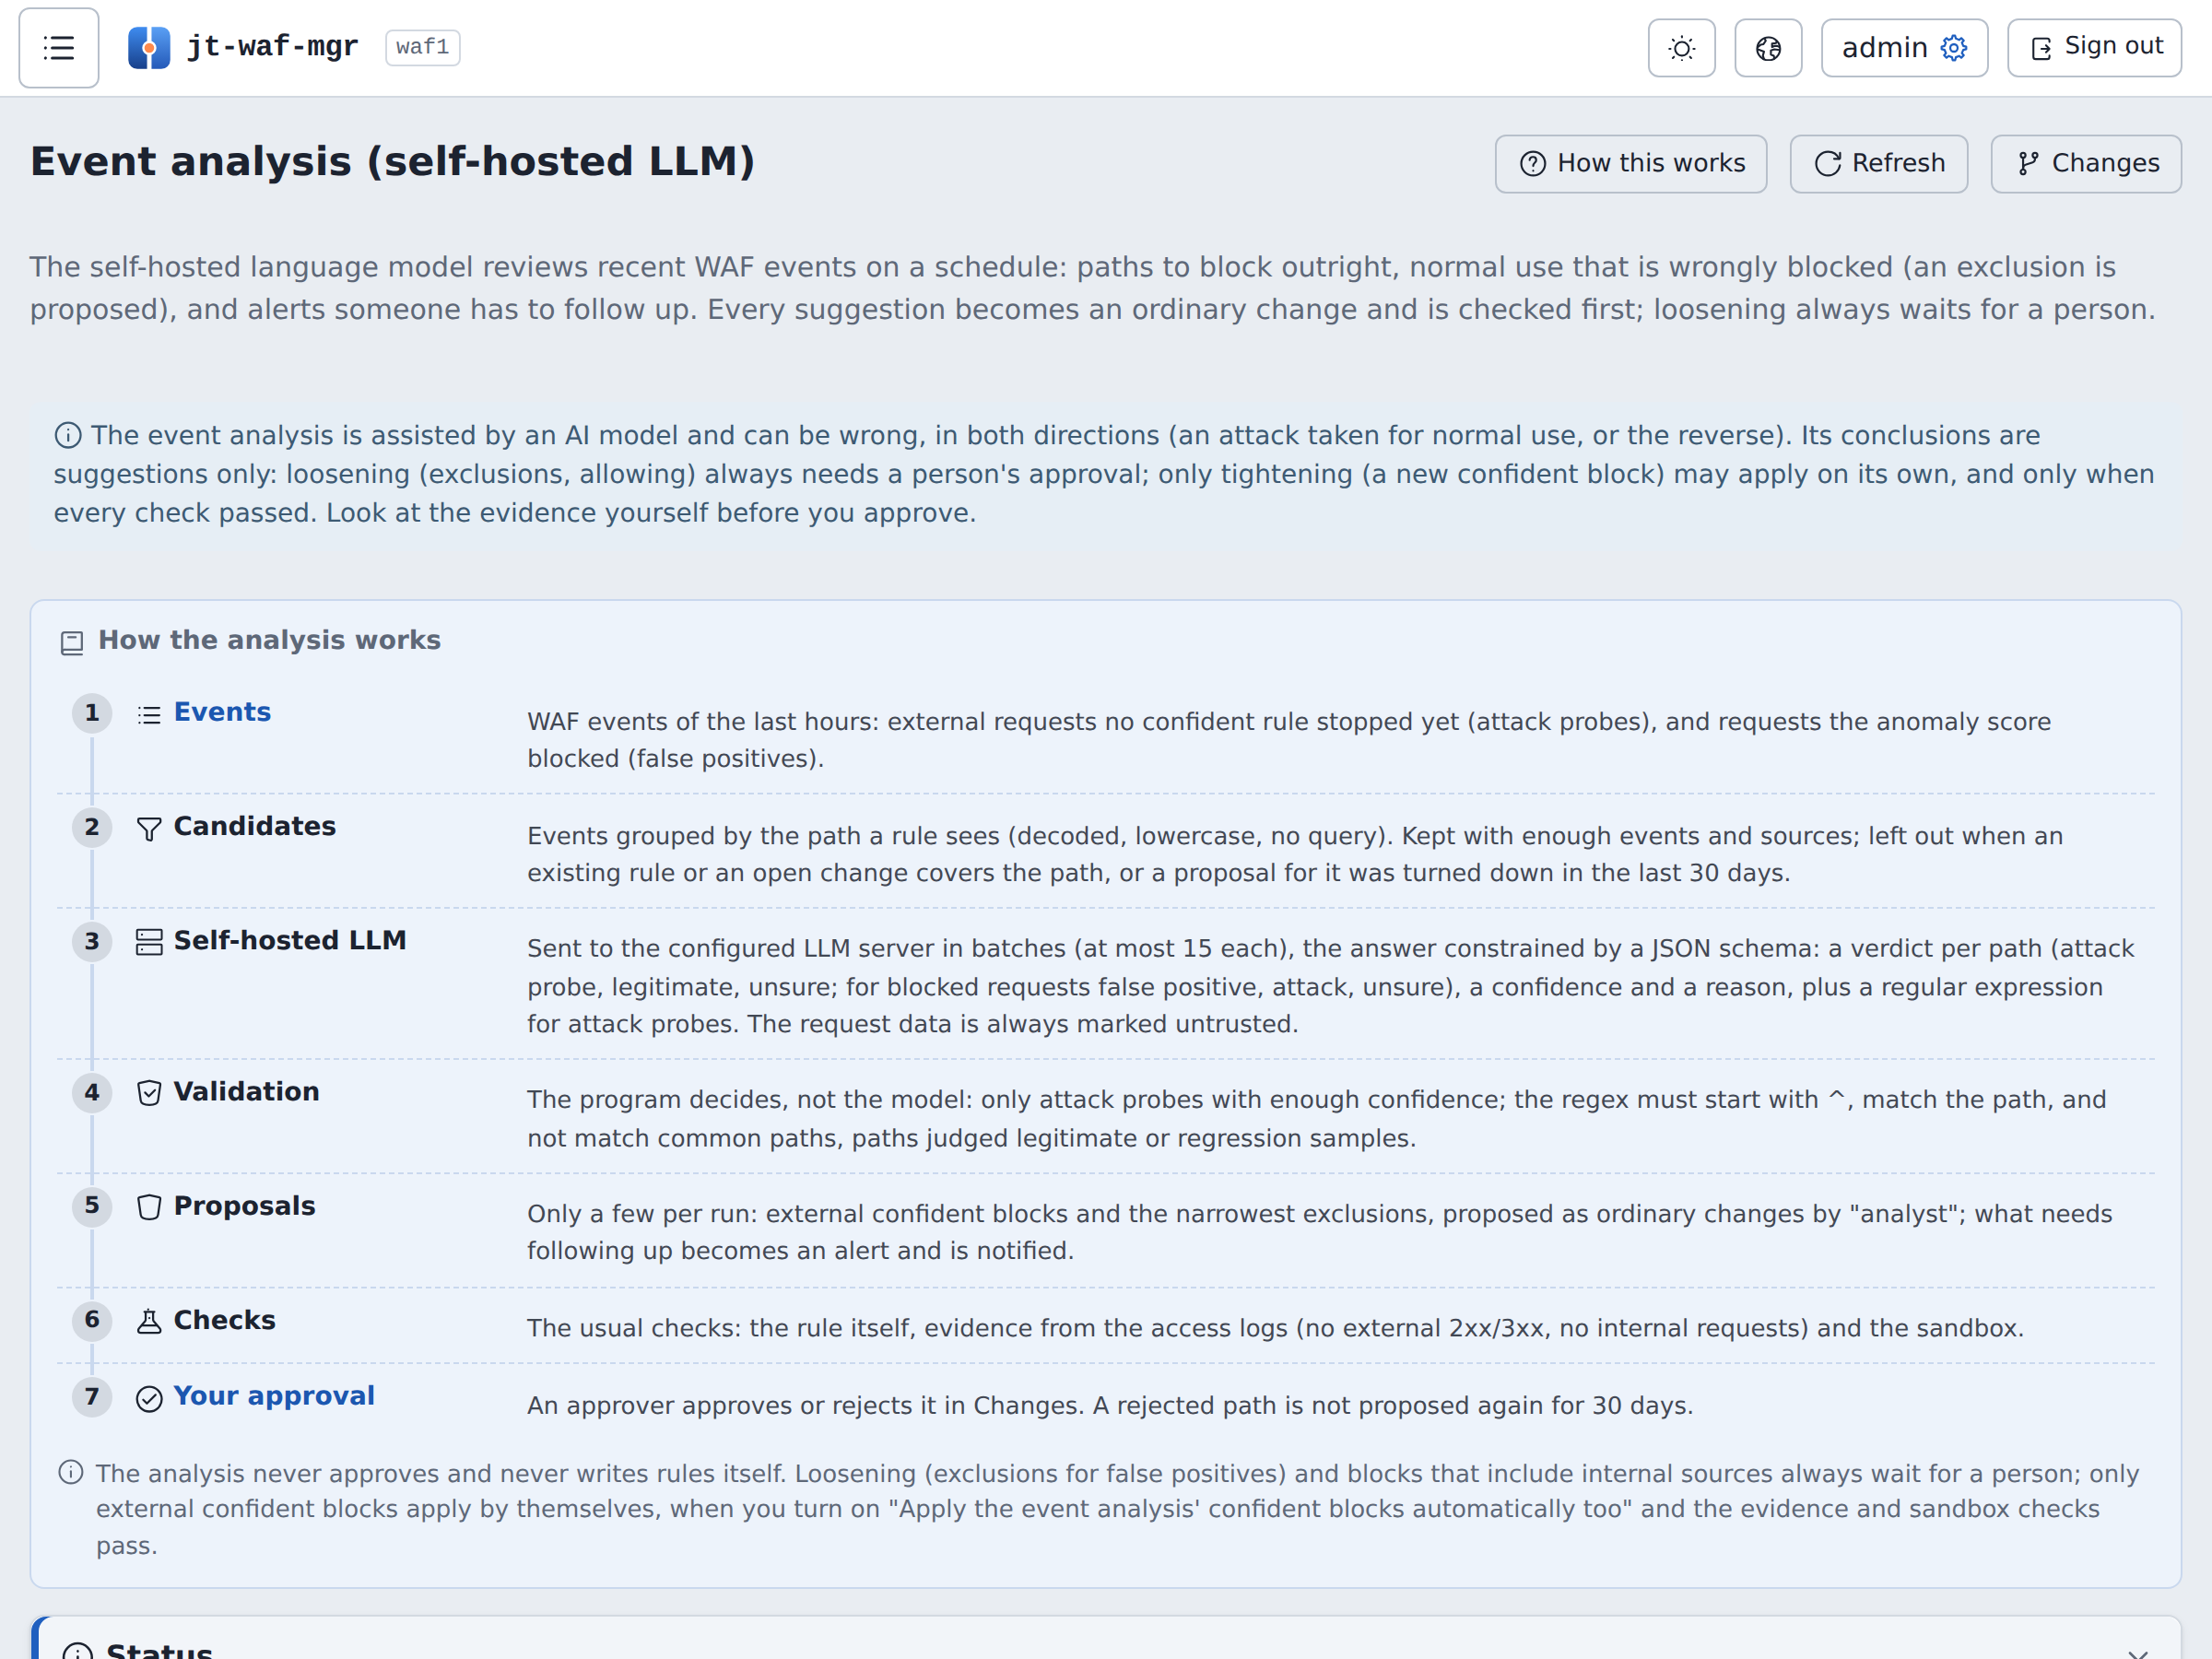 jt-waf-mgr
waf1
admin
Sign out
Event analysis (self-hosted LLM)
How this works
Refresh
Changes
The self-hosted language model reviews recent WAF events on a schedule: paths to block outright, normal use that is wrongly blocked (an exclusion is
proposed), and alerts someone has to follow up. Every suggestion becomes an ordinary change and is checked first; loosening always waits for a person.
The event analysis is assisted by an AI model and can be wrong, in both directions (an attack taken for normal use, or the reverse). Its conclusions are
suggestions only: loosening (exclusions, allowing) always needs a person's approval; only tightening (a new confident block) may apply on its own, and only when
every check passed. Look at the evidence yourself before you approve.
How the analysis works
1
Events
WAF events of the last hours: external requests no confident rule stopped yet (attack probes), and requests the anomaly score
blocked (false positives).
2
Candidates
Events grouped by the path a rule sees (decoded, lowercase, no query). Kept with enough events and sources; left out when an
existing rule or an open change covers the path, or a proposal for it was turned down in the last 30 days.
3
Self-hosted LLM
Sent to the configured LLM server in batches (at most 15 each), the answer constrained by a JSON schema: a verdict per path (attack
probe, legitimate, unsure; for blocked requests false positive, attack, unsure), a confidence and a reason, plus a regular expression
for attack probes. The request data is always marked untrusted.
4
Validation
The program decides, not the model: only attack probes with enough confidence; the regex must start with ^, match the path, and
not match common paths, paths judged legitimate or regression samples.
5
Proposals
Only a few per run: external confident blocks and the narrowest exclusions, proposed as ordinary changes by "analyst"; what needs
following up becomes an alert and is notified.
6
Checks
The usual checks: the rule itself, evidence from the access logs (no external 2xx/3xx, no internal requests) and the sandbox.
7
Your approval
An approver approves or rejects it in Changes. A rejected path is not proposed again for 30 days.
The analysis never approves and never writes rules itself. Loosening (exclusions for false positives) and blocks that include internal sources always wait for a person; only
external confident blocks apply by themselves, when you turn on "Apply the event analysis' confident blocks automatically too" and the evidence and sandbox checks
pass.
Status